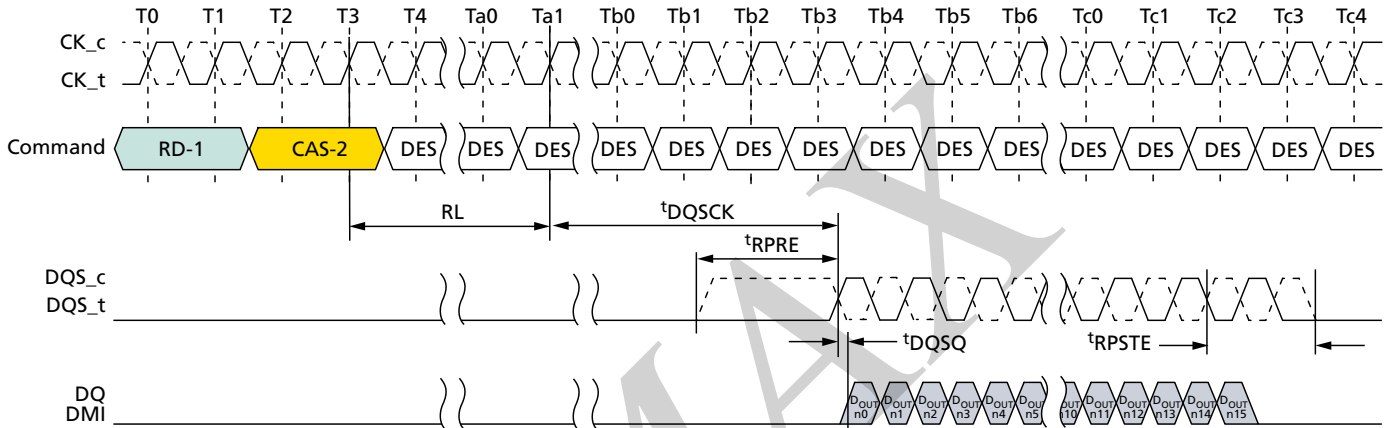 T0 T1 T2 T3 T4 Ta0 Ta1 Tb0 Tb1 Tb2 Tb3 Tb4 Tb5 Tb6 Tc0 Tc1 Tc2 Tc3 Tc4
CK_c
CK_t
Command RD-1 CAS-2 DES DES DES DES DES DES DES DES DES DES DES DES DES DES DES
RL tDQSCK
tRPRE
DQS_c
DQS_t
tDQSQ tRPSTE
DQ
DMI
DOUT n0 DOUT n1 DOUT n2 DOUT n3 DOUT n4 DOUT n5 DOUT n10 DOUT n11 DOUT n12 DOUT n13 DOUT n14 DOUT n15